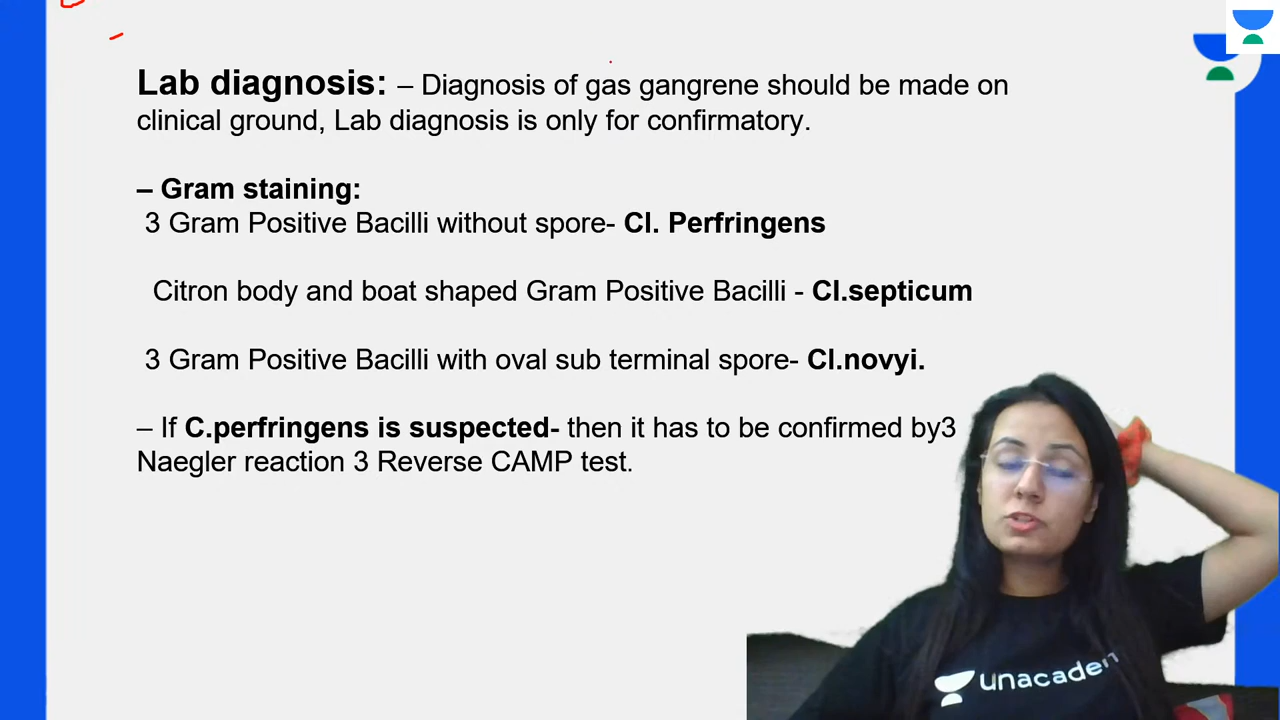 Lab diagnosis: – Diagnosis of gas gangrene should be made on
clinical ground, Lab diagnosis is only for confirmatory.
– Gram staining:
3 Gram Positive Bacilli without spore- Cl. Perfringens
Citron body and boat shaped Gram Positive Bacilli - Cl.septicum
3 Gram Positive Bacilli with oval sub terminal spore- Cl.novyi.
– If C.perfringens is suspected- then it has to be confirmed by3
Naegler reaction 3 Reverse CAMP test.
unacadem